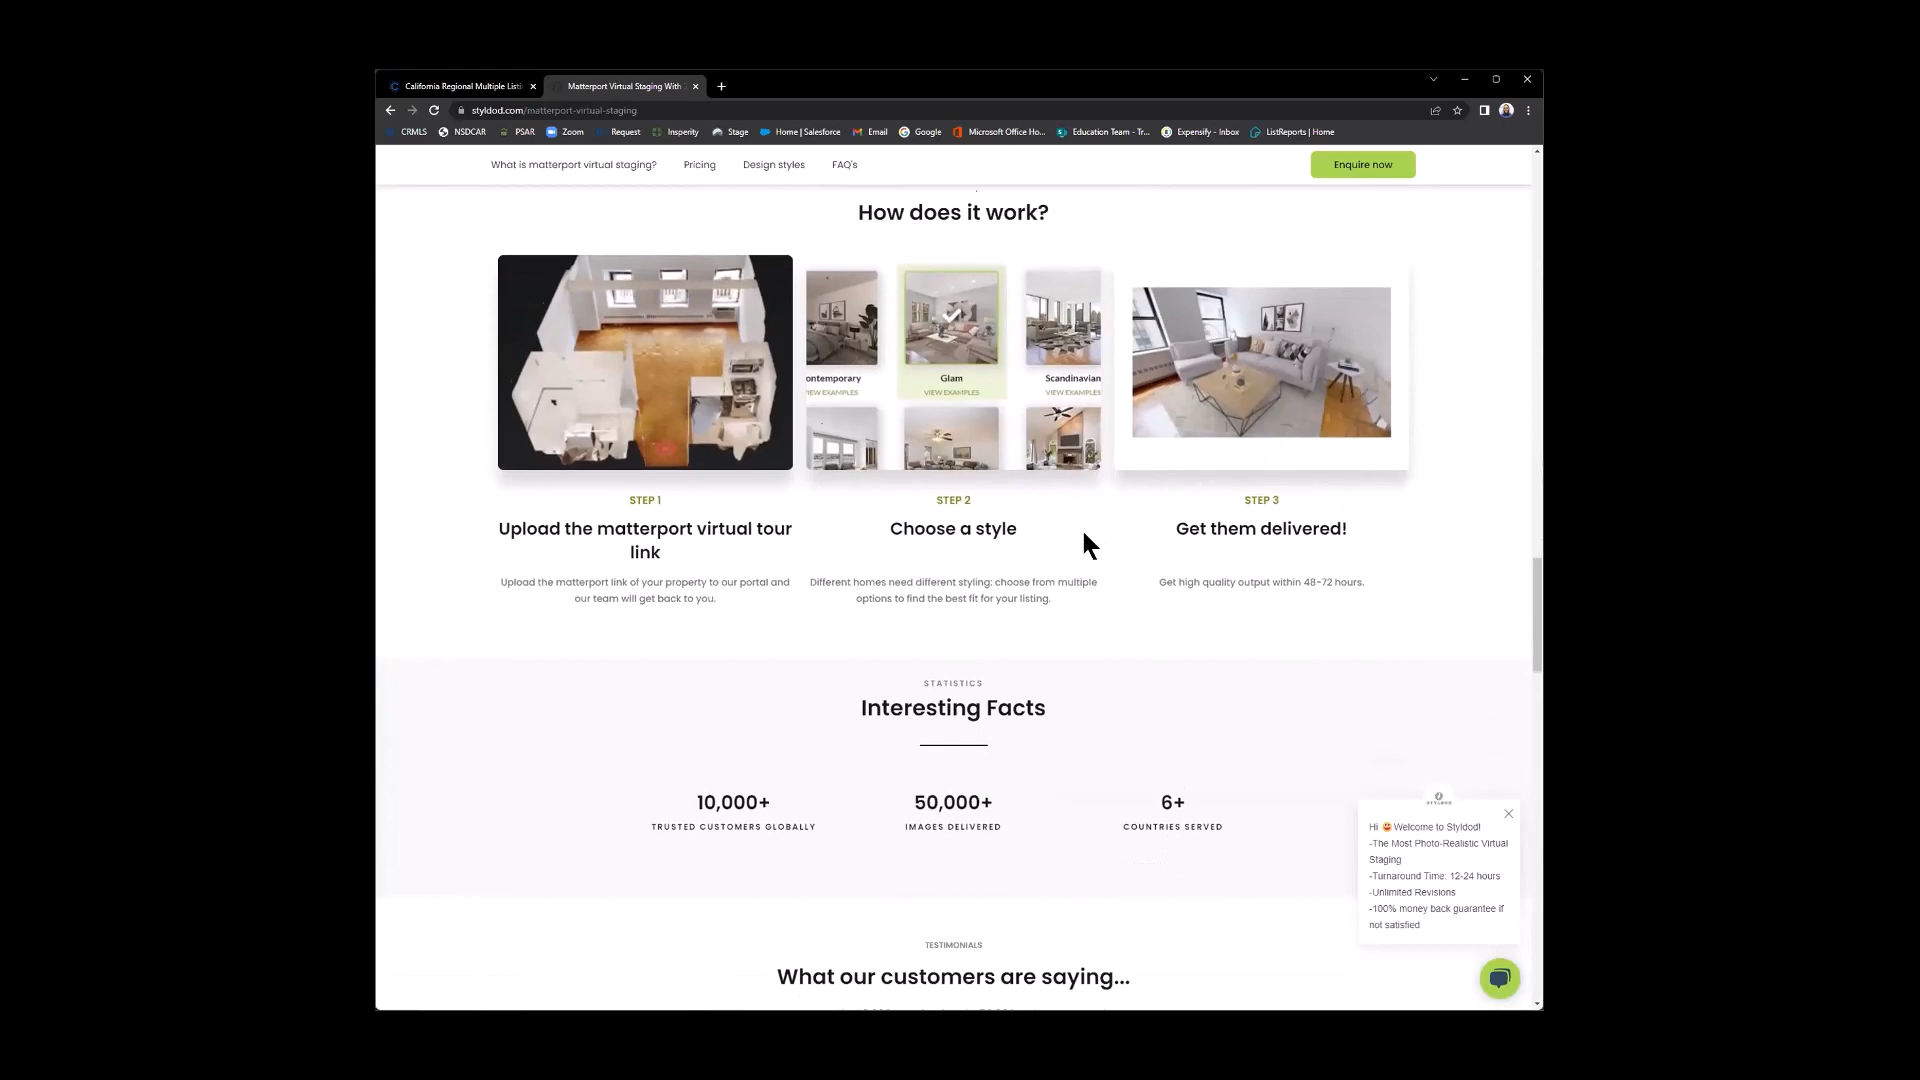 California Regional Multiple Listi
Matterport Virtual Staging With
styldod.com/matterport-virtual-staging
CRMLS
NSDCAR
PSAR
Zoom
Request
Insperity
Stage
Home | Salesforce
Email
Google
Microsoft Office Ho...
Education Team - Tr...
Expensify - Inbox
ListReports | Home
What is matterport virtual staging?
Pricing
Design styles
FAQ's
Enquire now
How does it work?
ontemporary
IEW EXAMPLES
Glam
VIEW EXAMPLES
Scandinavian
VIEW EXAMPLES
STEP 1
Upload the matterport virtual tour
link
Upload the matterport link of your property to our portal and
our team will get back to you.
STEP 2
Choose a style
Different homes need different styling: choose from multiple
options to find the best fit for your listing.
STEP 3
Get them delivered!
Get high quality output within 48-72 hours.
STATISTICS
Interesting Facts
10,000+
TRUSTED CUSTOMERS GLOBALLY
50,000+
IMAGES DELIVERED
6+
COUNTRIES SERVED
STYLDOD
Hi 😃 Welcome to Styldod!
-The Most Photo-Realistic Virtual
Staging
-Turnaround Time: 12-24 hours
-Unlimited Revisions
-100% money back guarantee if
not satisfied
TESTIMONIALS
What our customers are saying...